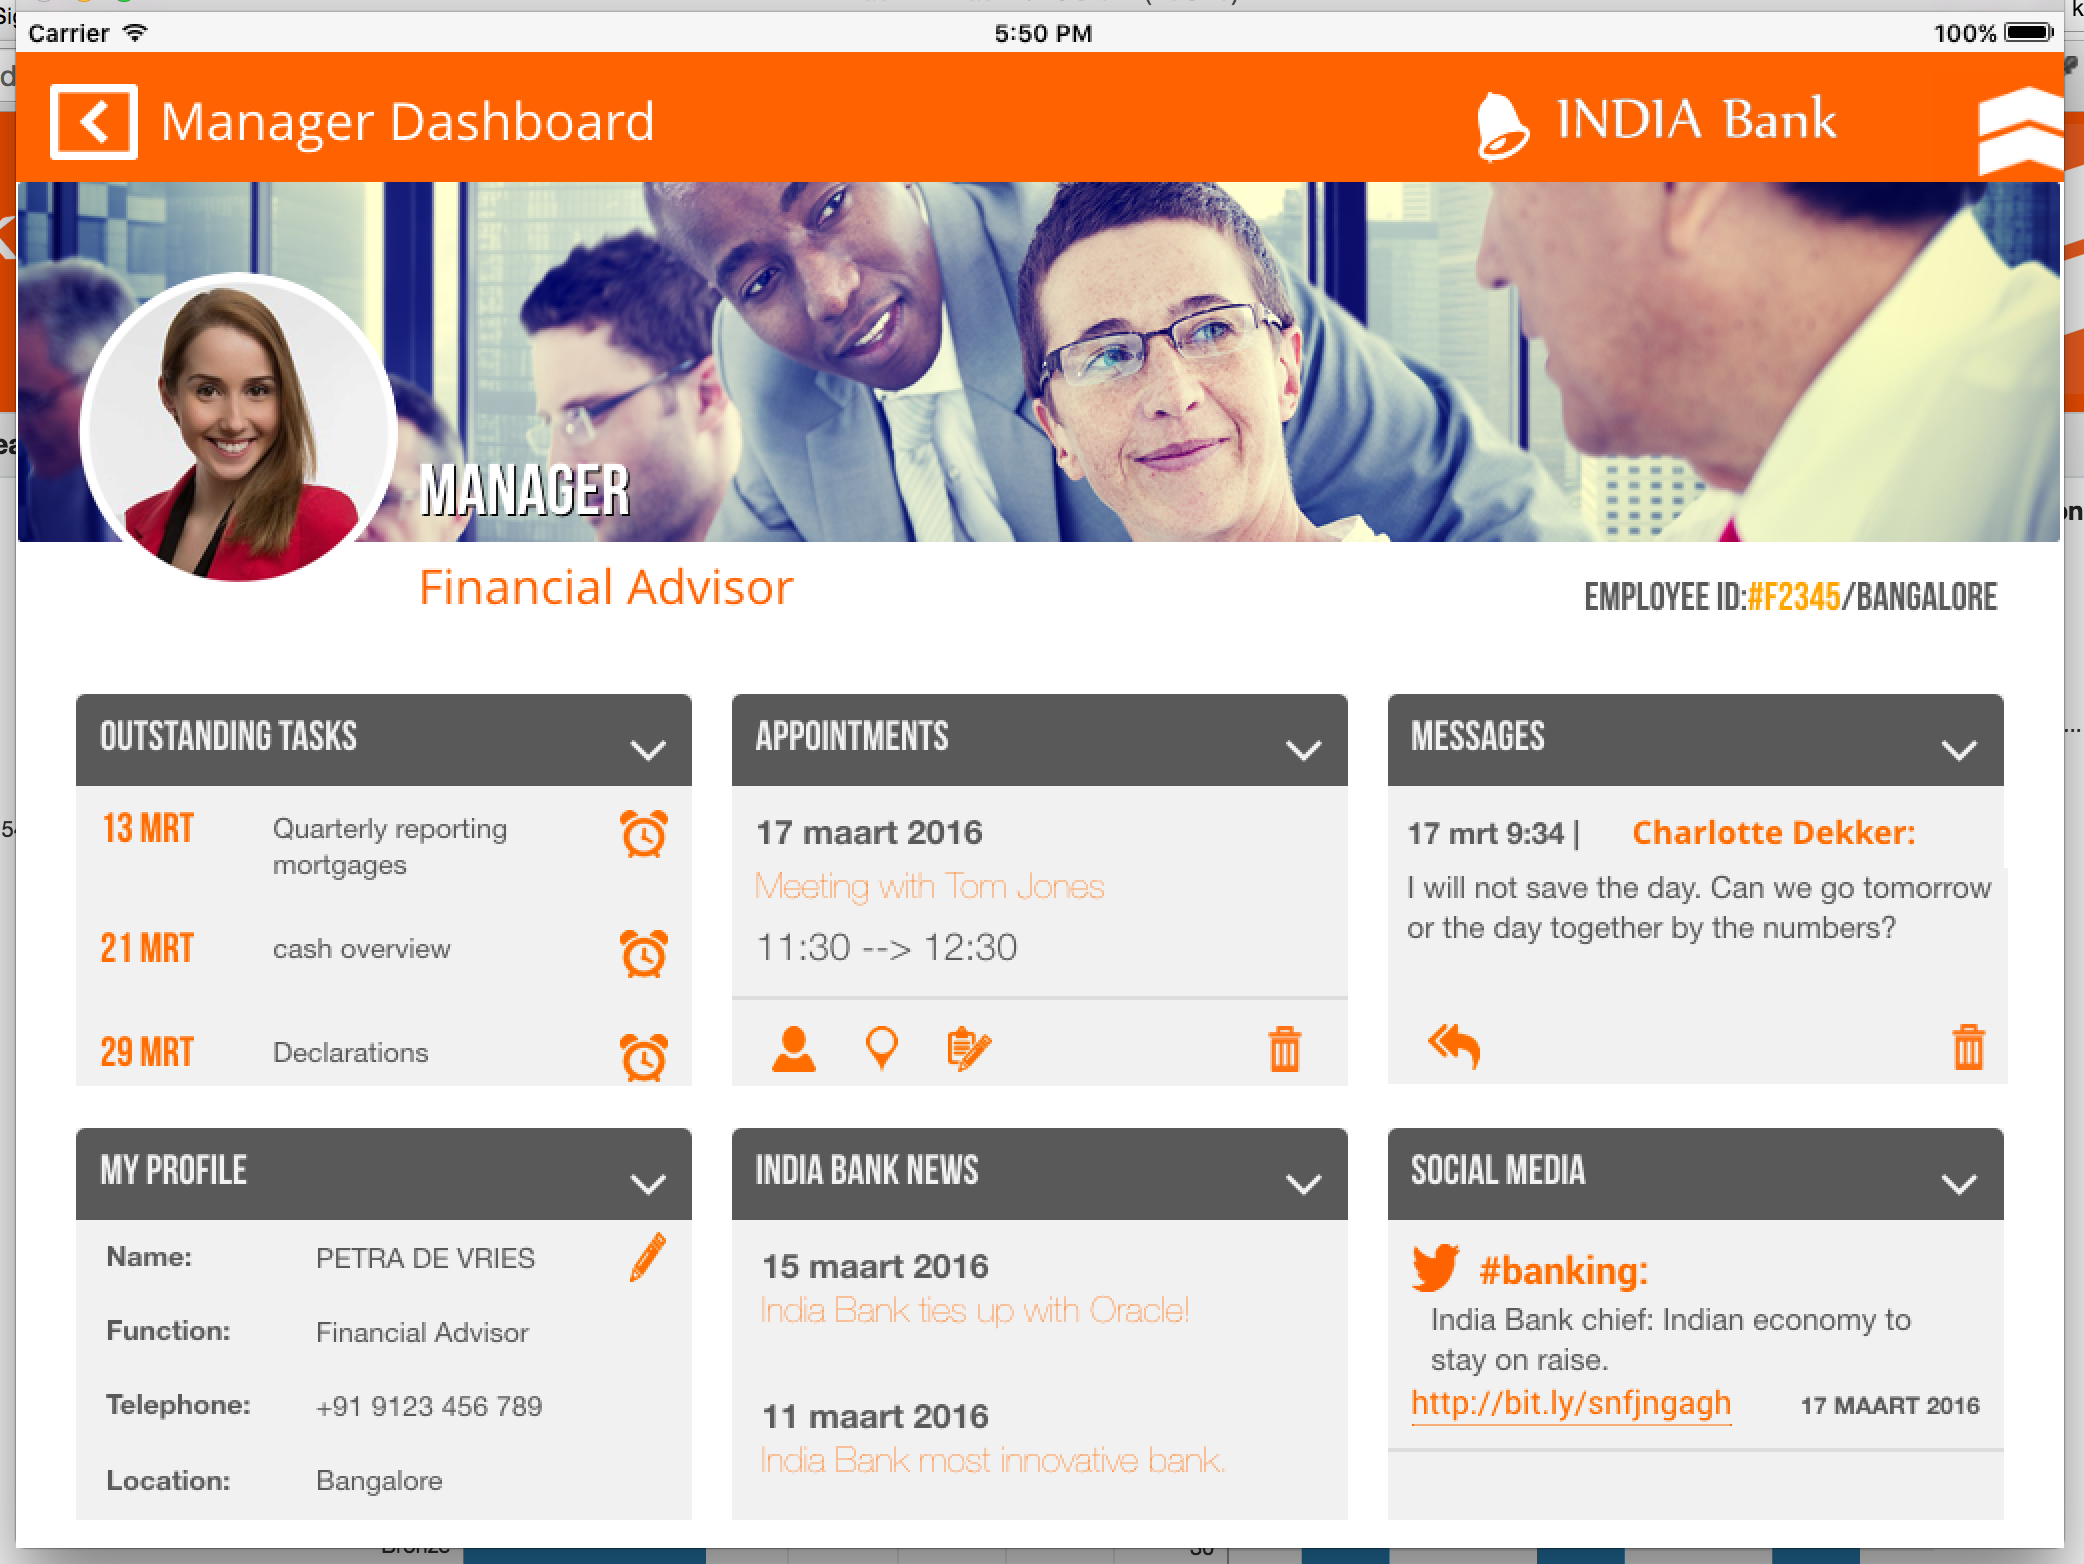 Carrier
5:50 PM
100%
Manager Dashboard
INDIA Bank
MANAGER
Financial Advisor
EMPLOYEE ID:#F2345/BANGALORE
OUTSTANDING TASKS
13 MRT Quarterly reporting
mortgages
21 MRT cash overview
29 MRT Declarations
APPOINTMENTS
17 maart 2016
Meeting with Tom Jones
11:30 --> 12:30
MESSAGES
17 mrt 9:34 | Charlotte Dekker:
I will not save the day. Can we go tomorrow
or the day together by the numbers?
MY PROFILE
Name: PETRA DE VRIES
Function: Financial Advisor
Telephone: +91 9123 456 789
Location: Bangalore
INDIA BANK NEWS
15 maart 2016
India Bank ties up with Oracle!
11 maart 2016
India Bank most innovative bank.
SOCIAL MEDIA
#banking:
India Bank chief: Indian economy to
stay on raise.
http://bit.ly/snfjngagh 17 MAART 2016